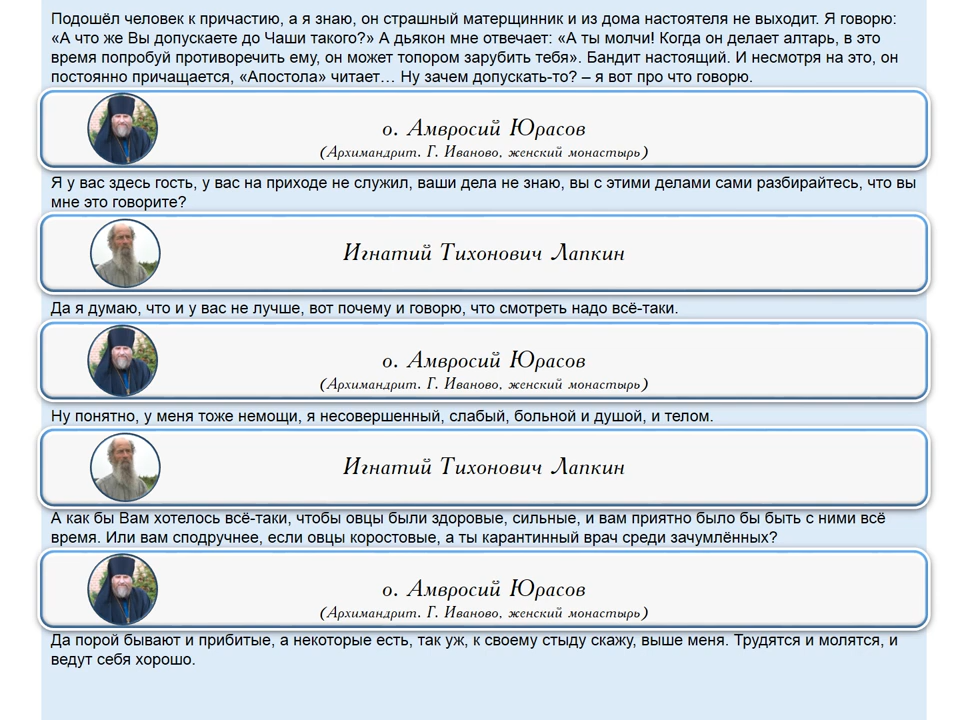 Подошёл человек к причастию, а я знаю, он страшный матерщинник и из дома настоятеля не выходит. Я говорю:
«А что же Вы допускаете до Чаши такого?» А дьякон мне отвечает: «А ты молчи! Когда он делает алтарь, в это
время попробуй противоречить ему, он может топором зарубить тебя». Бандит настоящий. И несмотря на это, он
постоянно причащается, «Апостола» читает… Ну зачем допускать-то? – я вот про что говорю.
о. Амвросий Юрасов
(Архимандрит. Г. Иваново, женский монастырь)
Я у вас здесь гость, у вас на приходе не служил, ваши дела не знаю, вы с этими делами сами разбирайтесь, что вы
мне это говорите?
Игнатий Тихонович Лапкин
Да я думаю, что и у вас не лучше, вот почему и говорю, что смотреть надо всё-таки.
о. Амвросий Юрасов
(Архимандрит. Г. Иваново, женский монастырь)
Ну понятно, у меня тоже немощи, я несовершенный, слабый, больной и душой, и телом.
Игнатий Тихонович Лапкин
А как бы Вам хотелось всё-таки, чтобы овцы были здоровые, сильные, и вам приятно было бы быть с ними всё
время. Или вам сподручнее, если овцы коростовые, а ты карантинный врач среди зачумлённых?
о. Амвросий Юрасов
(Архимандрит. Г. Иваново, женский монастырь)
Да порой бывают и прибитые, а некоторые есть, так уж, к своему стыду скажу, выше меня. Трудятся и молятся, и
ведут себя хорошо.